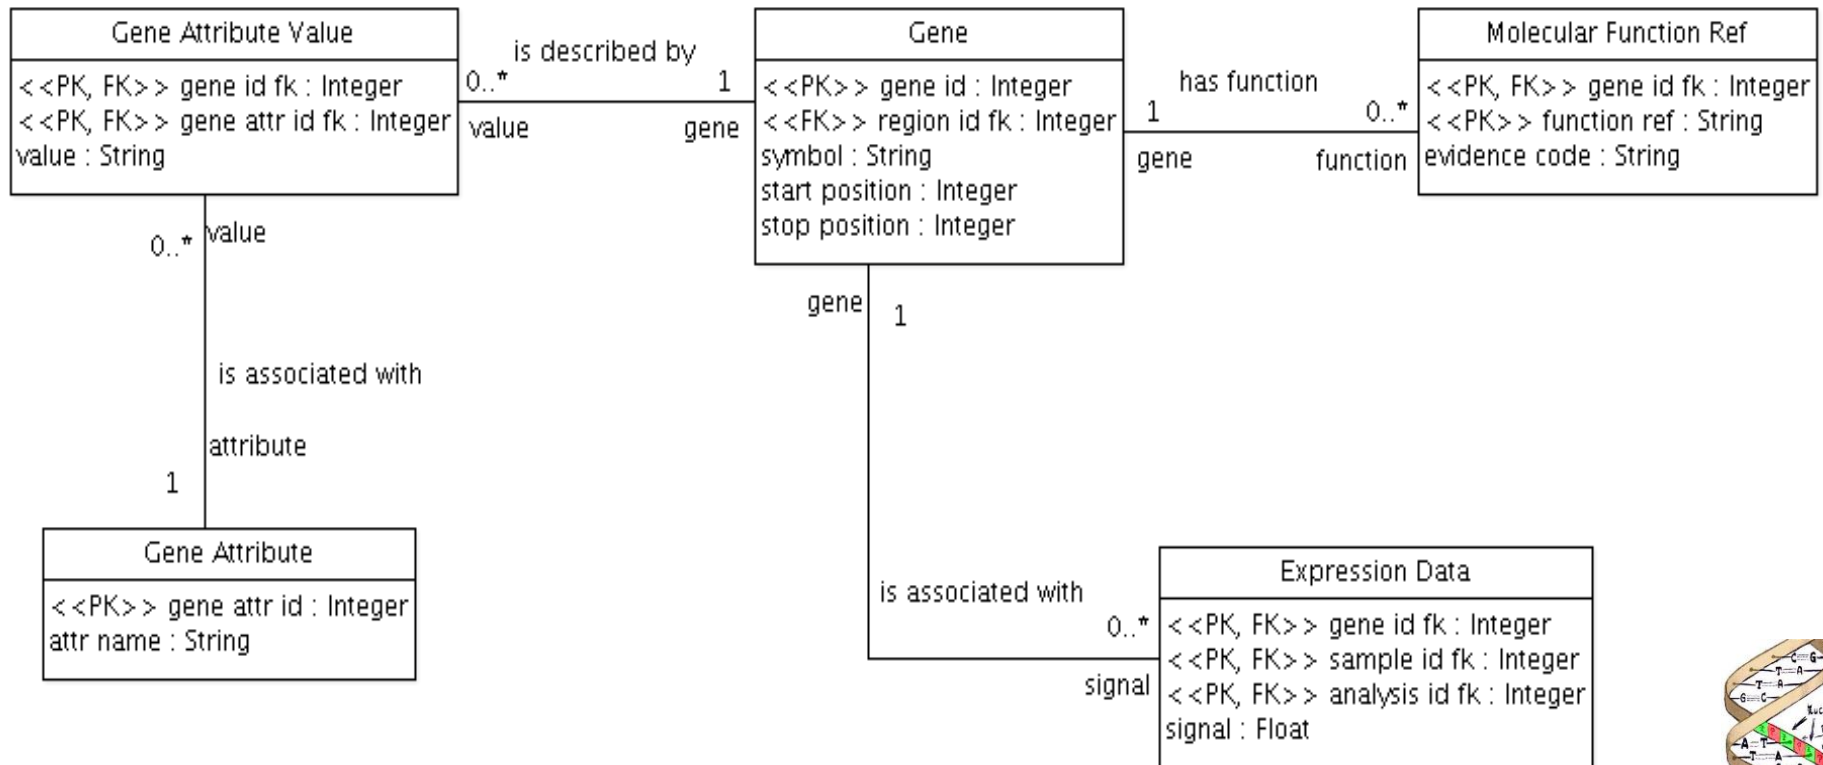 Gene Attribute Value
<<PK, FK>> gene id fk : Integer
<<PK, FK>> gene attr id fk : Integer
value : String
is described by
0..*
1
value
gene
Gene
<<PK>> gene id : Integer
<<FK>> region id fk : Integer
symbol : String
start position : Integer
stop position : Integer
has function
1
0..*
gene
function
Molecular Function Ref
<<PK, FK>> gene id fk : Integer
<<PK>> function ref : String
evidence code : String
value
0..*
is associated with
attribute
1
Gene Attribute
<<PK>> gene attr id : Integer
attr name : String
gene
1
is associated with
0..*
signal
Expression Data
<<PK, FK>> gene id fk : Integer
<<PK, FK>> sample id fk : Integer
<<PK, FK>> analysis id fk : Integer
signal : Float
C G
T A
T A
G C
A T
T A